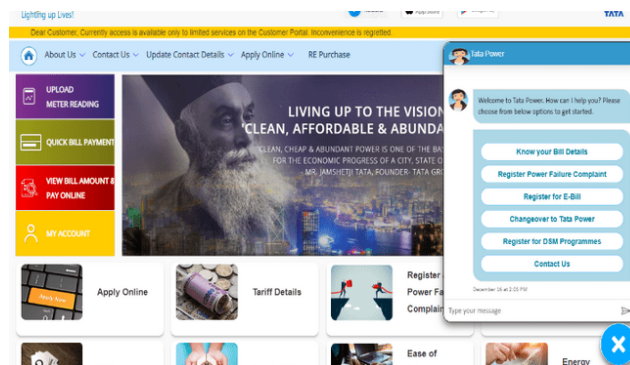 Lighting up Lives!
TATA
Dear Customer, Currently access is available only to limited services on the Customer Portal. Inconvenience is regretted.
About Us
Contact Us
Update Contact Details
Apply Online
RE Purchase
UPLOAD
METER READING
QUICK BILL PAYMENT
VIEW BILL AMOUNT &
PAY ONLINE
MY ACCOUNT
LIVING UP TO THE VISION
'CLEAN, AFFORDABLE & ABUNDA
'CLEAN, CHEAP & ABUNDANT POWER IS ONE OF THE BA
FOR THE ECONOMIC PROGRESS OF A CITY, STATE O
MR. JAMSHETJI TATA, FOUNDER- TATA GRO
Apply Now
Apply Online
Tariff Details
Register
Power Fa
Complain
Ease of
Energy
Tata Power
Welcome to Tata Power. How can I help you? Please
choose from below options to get started.
Know your Bill Details
Register Power Failure Complaint
Register for E-Bill
Changeover to Tata Power
Register for DSM Programmes
Contact Us
December 26 at 2:05 PM
Type your message
X